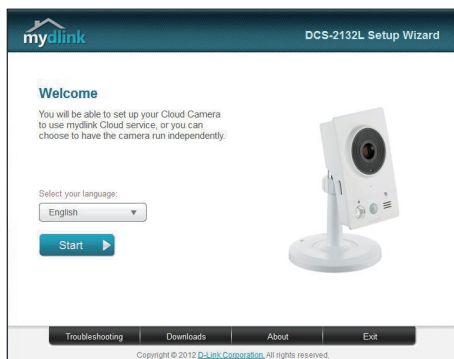 mydlink
DCS-2132L Setup Wizard
Welcome
You will be able to set up your Cloud Camera
to use mydlink Cloud service, or you can
choose to have the camera run independently.
Select your language:
English
Start
Troubleshooting Downloads About Exit
Copyright © 2012 D-Link Corporation. All rights reserved.